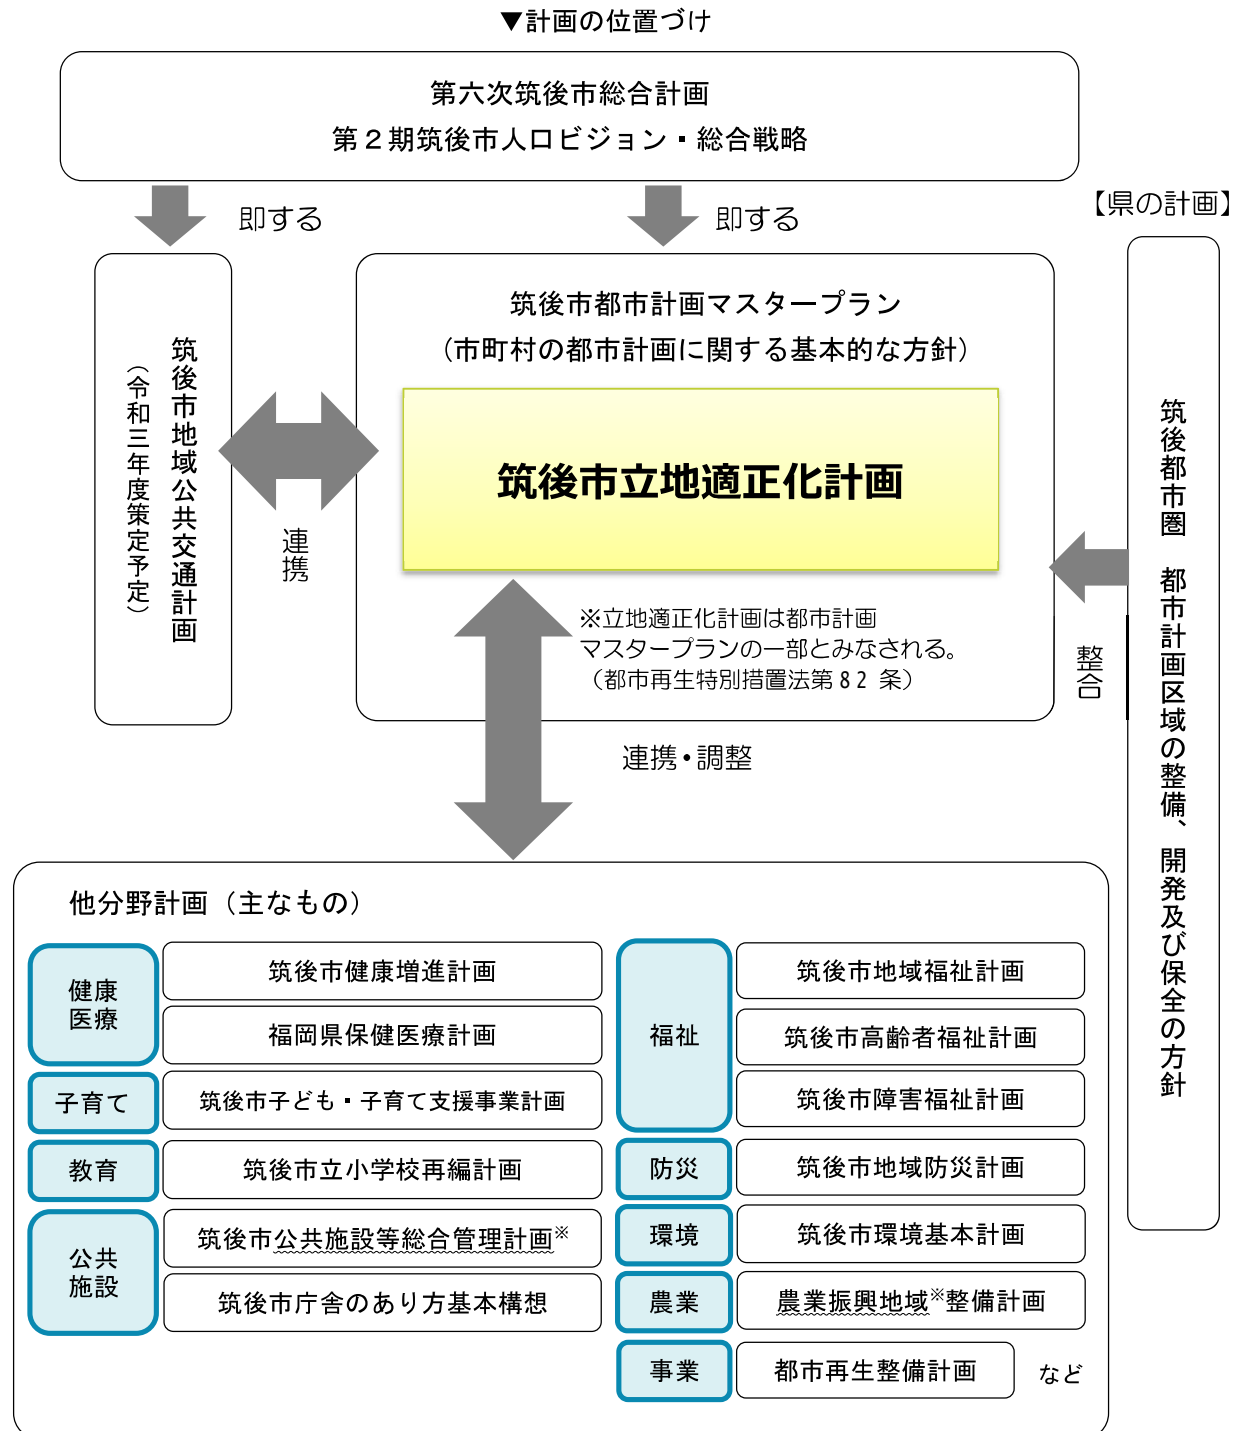 ▼計画の位置づけ
第六次筑後市総合計画
第２期筑後市人口ビジョン・総合戦略
即する
即する
【県の計画】
筑後市地域公共交通計画
（令和三年度策定予定）
連携
筑後市都市計画マスタープラン
（市町村の都市計画に関する基本的な方針）
筑後市立地適正化計画
※立地適正化計画は都市計画
マスタープランの一部とみなされる。
（都市再生特別措置法第82 条）
整合
筑後都市圏　都市計画区域の整備、開発及び保全の方針
連携・調整
他分野計画（主なもの）
健康
医療
筑後市健康増進計画
福岡県保健医療計画
子育て
筑後市子ども・子育て支援事業計画
教育
筑後市立小学校再編計画
公共
施設
筑後市公共施設等総合管理計画※
筑後市庁舎のあり方基本構想
福祉
筑後市地域福祉計画
筑後市高齢者福祉計画
筑後市障害福祉計画
防災
筑後市地域防災計画
環境
筑後市環境基本計画
農業
農業振興地域※整備計画
事業
都市再生整備計画
など